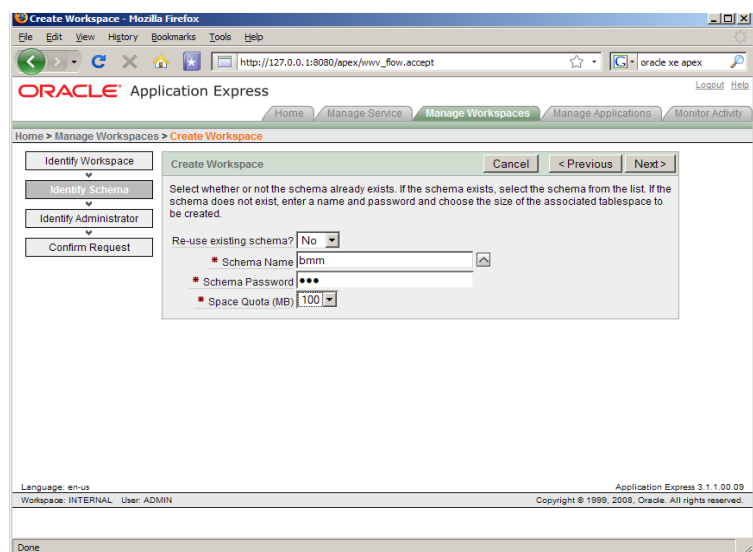 Create Workspace - Mozilla Firefox
File Edit View History Bookmarks Tools Help
http://127.0.0.1:8080/apex/wwv_flow.accept
G oracle xe apex
ORACLE Application Express
Logout Help
Home Manage Service Manage Workspaces Manage Applications Monitor Activity
Home > Manage Workspaces > Create Workspace
Identify Workspace
Identify Schema
Identify Administrator
Confirm Request
Create Workspace
Cancel < Previous Next >
Select whether or not the schema already exists. If the schema exists, select the schema from the list. If the
schema does not exist, enter a name and password and choose the size of the associated tablespace to
be created.
Re-use existing schema? No
* Schema Name bmm
* Schema Password •••
* Space Quota (MB) 100
Language: en-us
Application Express 3.1.1.00.09
Workspace: INTERNAL User: ADMIN
Copyright © 1999, 2008, Oracle. All rights reserved.
Done